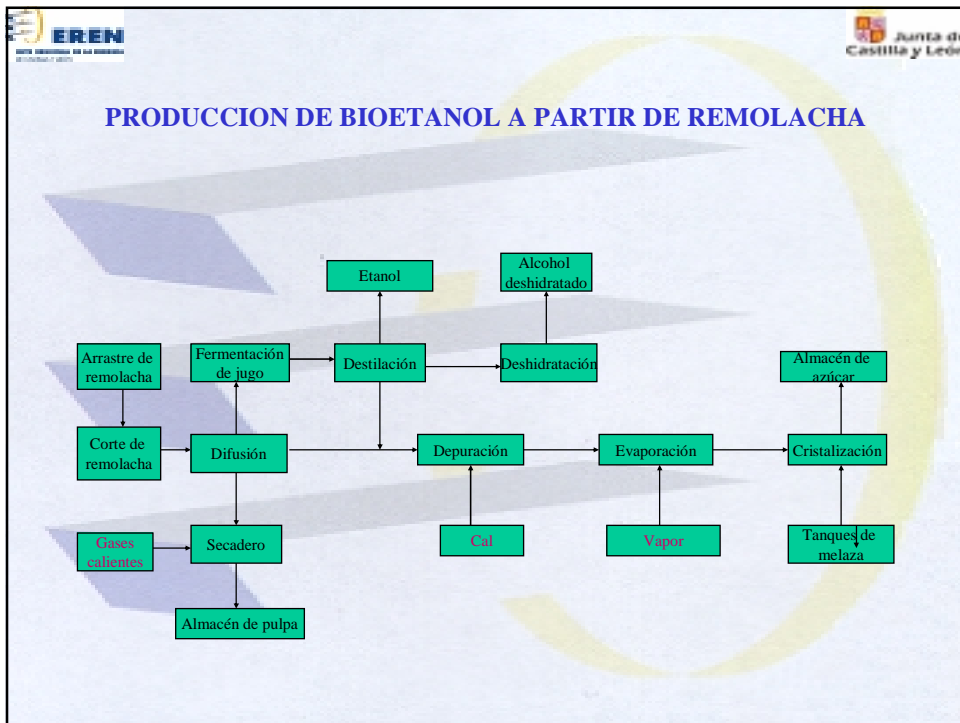 EREN
Junta de
Castilla y León
PRODUCCION DE BIOETANOL A PARTIR DE REMOLACHA
Etanol
Alcohol
deshidratado
Arrastre de
remolacha
Fermentación
de jugo
Destilación
Deshidratación
Almacén de
azúcar
Corte de
remolacha
Difusión
Depuración
Evaporación
Cristalización
Gases
calientes
Secadero
Cal
Vapor
Tanques de
melaza
Almacén de pulpa